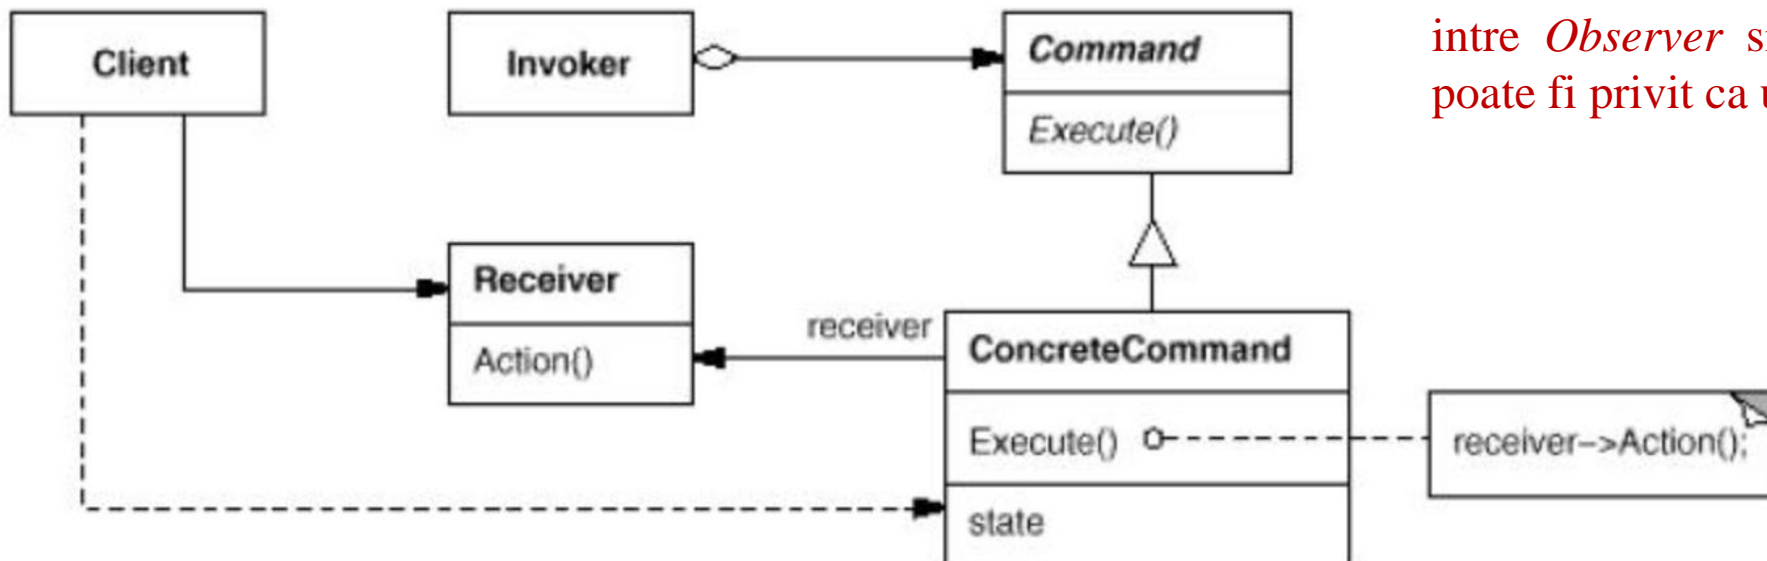 Client
Invoker
Command
Execute()
intre Observer
poate fi privit ca
Receiver
Action()
receiver
ConcreteCommand
Execute()
receiver–>Action();
state